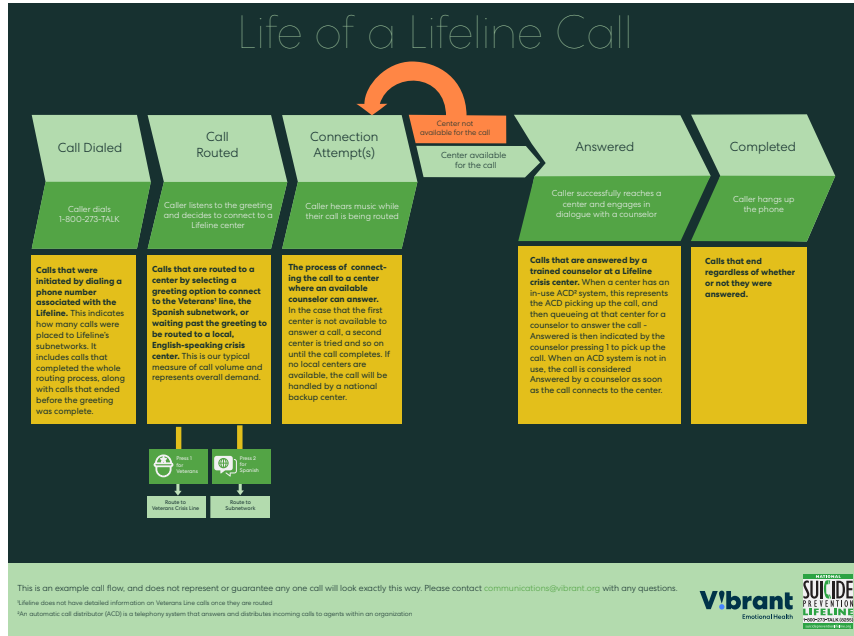 Life of a Lifeline Call
Call Dialed
Caller dials
1-800-273-TALK
Calls that were
initiated by dialing a
phone number
associated with the
Lifeline. This indicates
how many calls were
placed to Lifeline's
subnetworks. It
includes calls that
completed the whole
routing process, along
with calls that ended
before the greeting
was complete.
Call
Routed
Caller listens to the greeting
and decides to connect to a
Lifeline center
Calls that are routed to a
center by selecting a
greeting option to connect
to the Veterans¹ line, the
Spanish subnetwork, or
waiting past the greeting to
be routed to a local,
English-speaking crisis
center. This is our typical
measure of call volume and
represents overall demand.
Press 1
for
Veterans
Route to
Veterans Crisis Line
Press 2
for
Spanish
Route to
Subnetwork
Connection
Attempt(s)
Caller hears music while
their call is being routed
The process of connect-
ing the call to a center
where an available
counselor can answer.
In the case that the first
center is not available to
answer a call, a second
center is tried and so on
until the call completes. If
no local centers are
available, the call will be
handled by a national
backup center.
Center not
available for the call
Center available
for the call
Answered
Caller successfully reaches a
center and engages in
dialogue with a counselor
Calls that are answered by a
trained counselor at a Lifeline
crisis center. When a center has an
in-use ACD² system, this represents
the ACD picking up the call, and
then queueing at that center for a
counselor to answer the call -
Answered is then indicated by the
counselor pressing 1 to pick up the
call. When an ACD system is not in
use, the call is considered
Answered by a counselor as soon
as the call connects to the center.
Completed
Caller hangs up
the phone
Calls that end
regardless of whether
or not they were
answered.
This is an example call flow, and does not represent or guarantee any one call will look exactly this way. Please contact communications@vibrant.org with any questions.
¹Lifeline does not have detailed information on Veterans Line calls once they are routed
²An automatic call distributor (ACD) is a telephony system that answers and distributes incoming calls to agents within an organization
Vibrant
Emotional Health
NATIONAL
SUICIDE
PREVENTION
LIFELINE
1-800-273-TALK (8255)
suicidepreventionlifeline.org